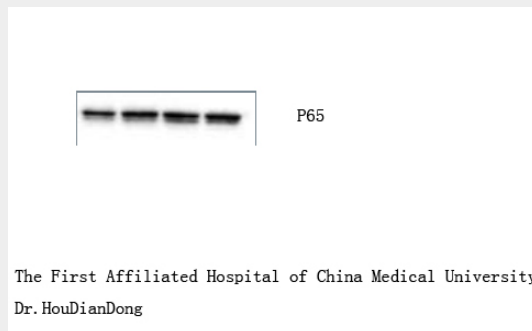 P65
The First Affiliated Hospital of China Medical University
Dr.HouDianDong